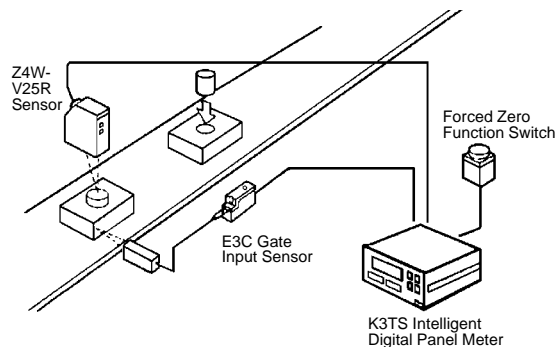 Z4W-
V25R
Sensor
Forced Zero
Function Switch
E3C Gate
Input Sensor
K3TS Intelligent
Digital Panel Meter